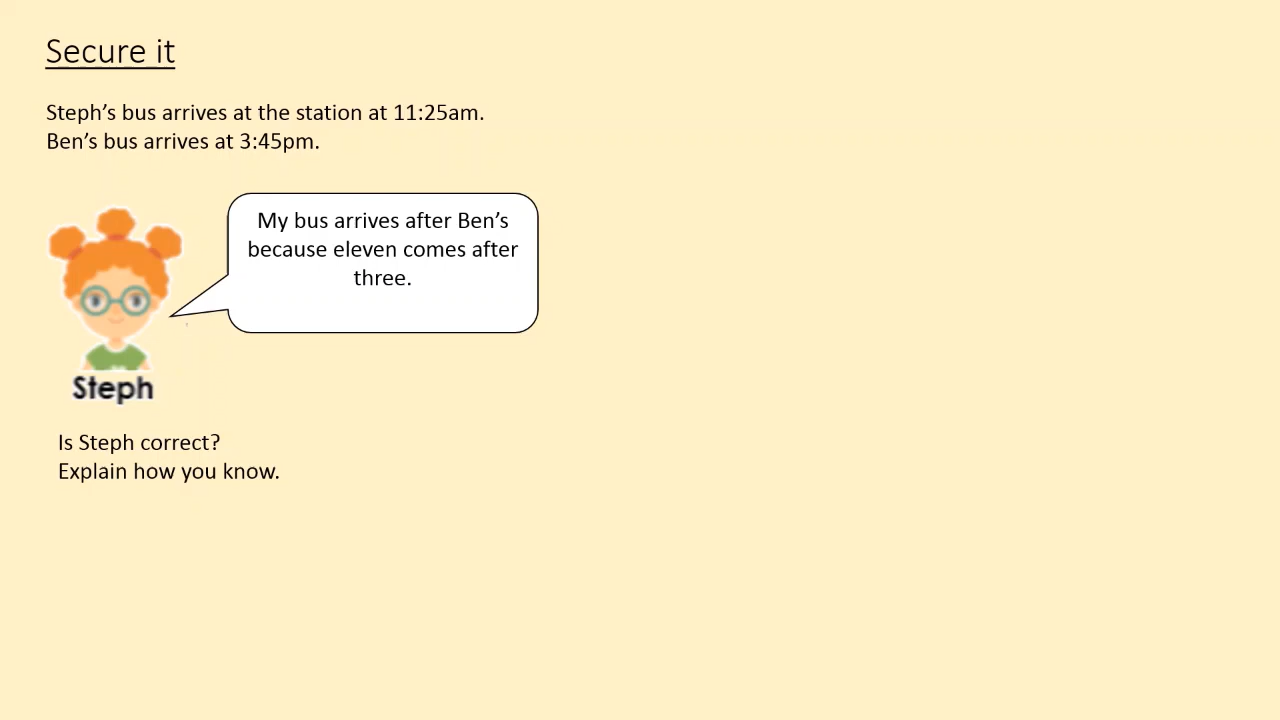 Secure it
Steph’s bus arrives at the station at 11:25am.
Ben’s bus arrives at 3:45pm.
My bus arrives after Ben’s
because eleven comes after
three.
Steph
Is Steph correct?
Explain how you know.